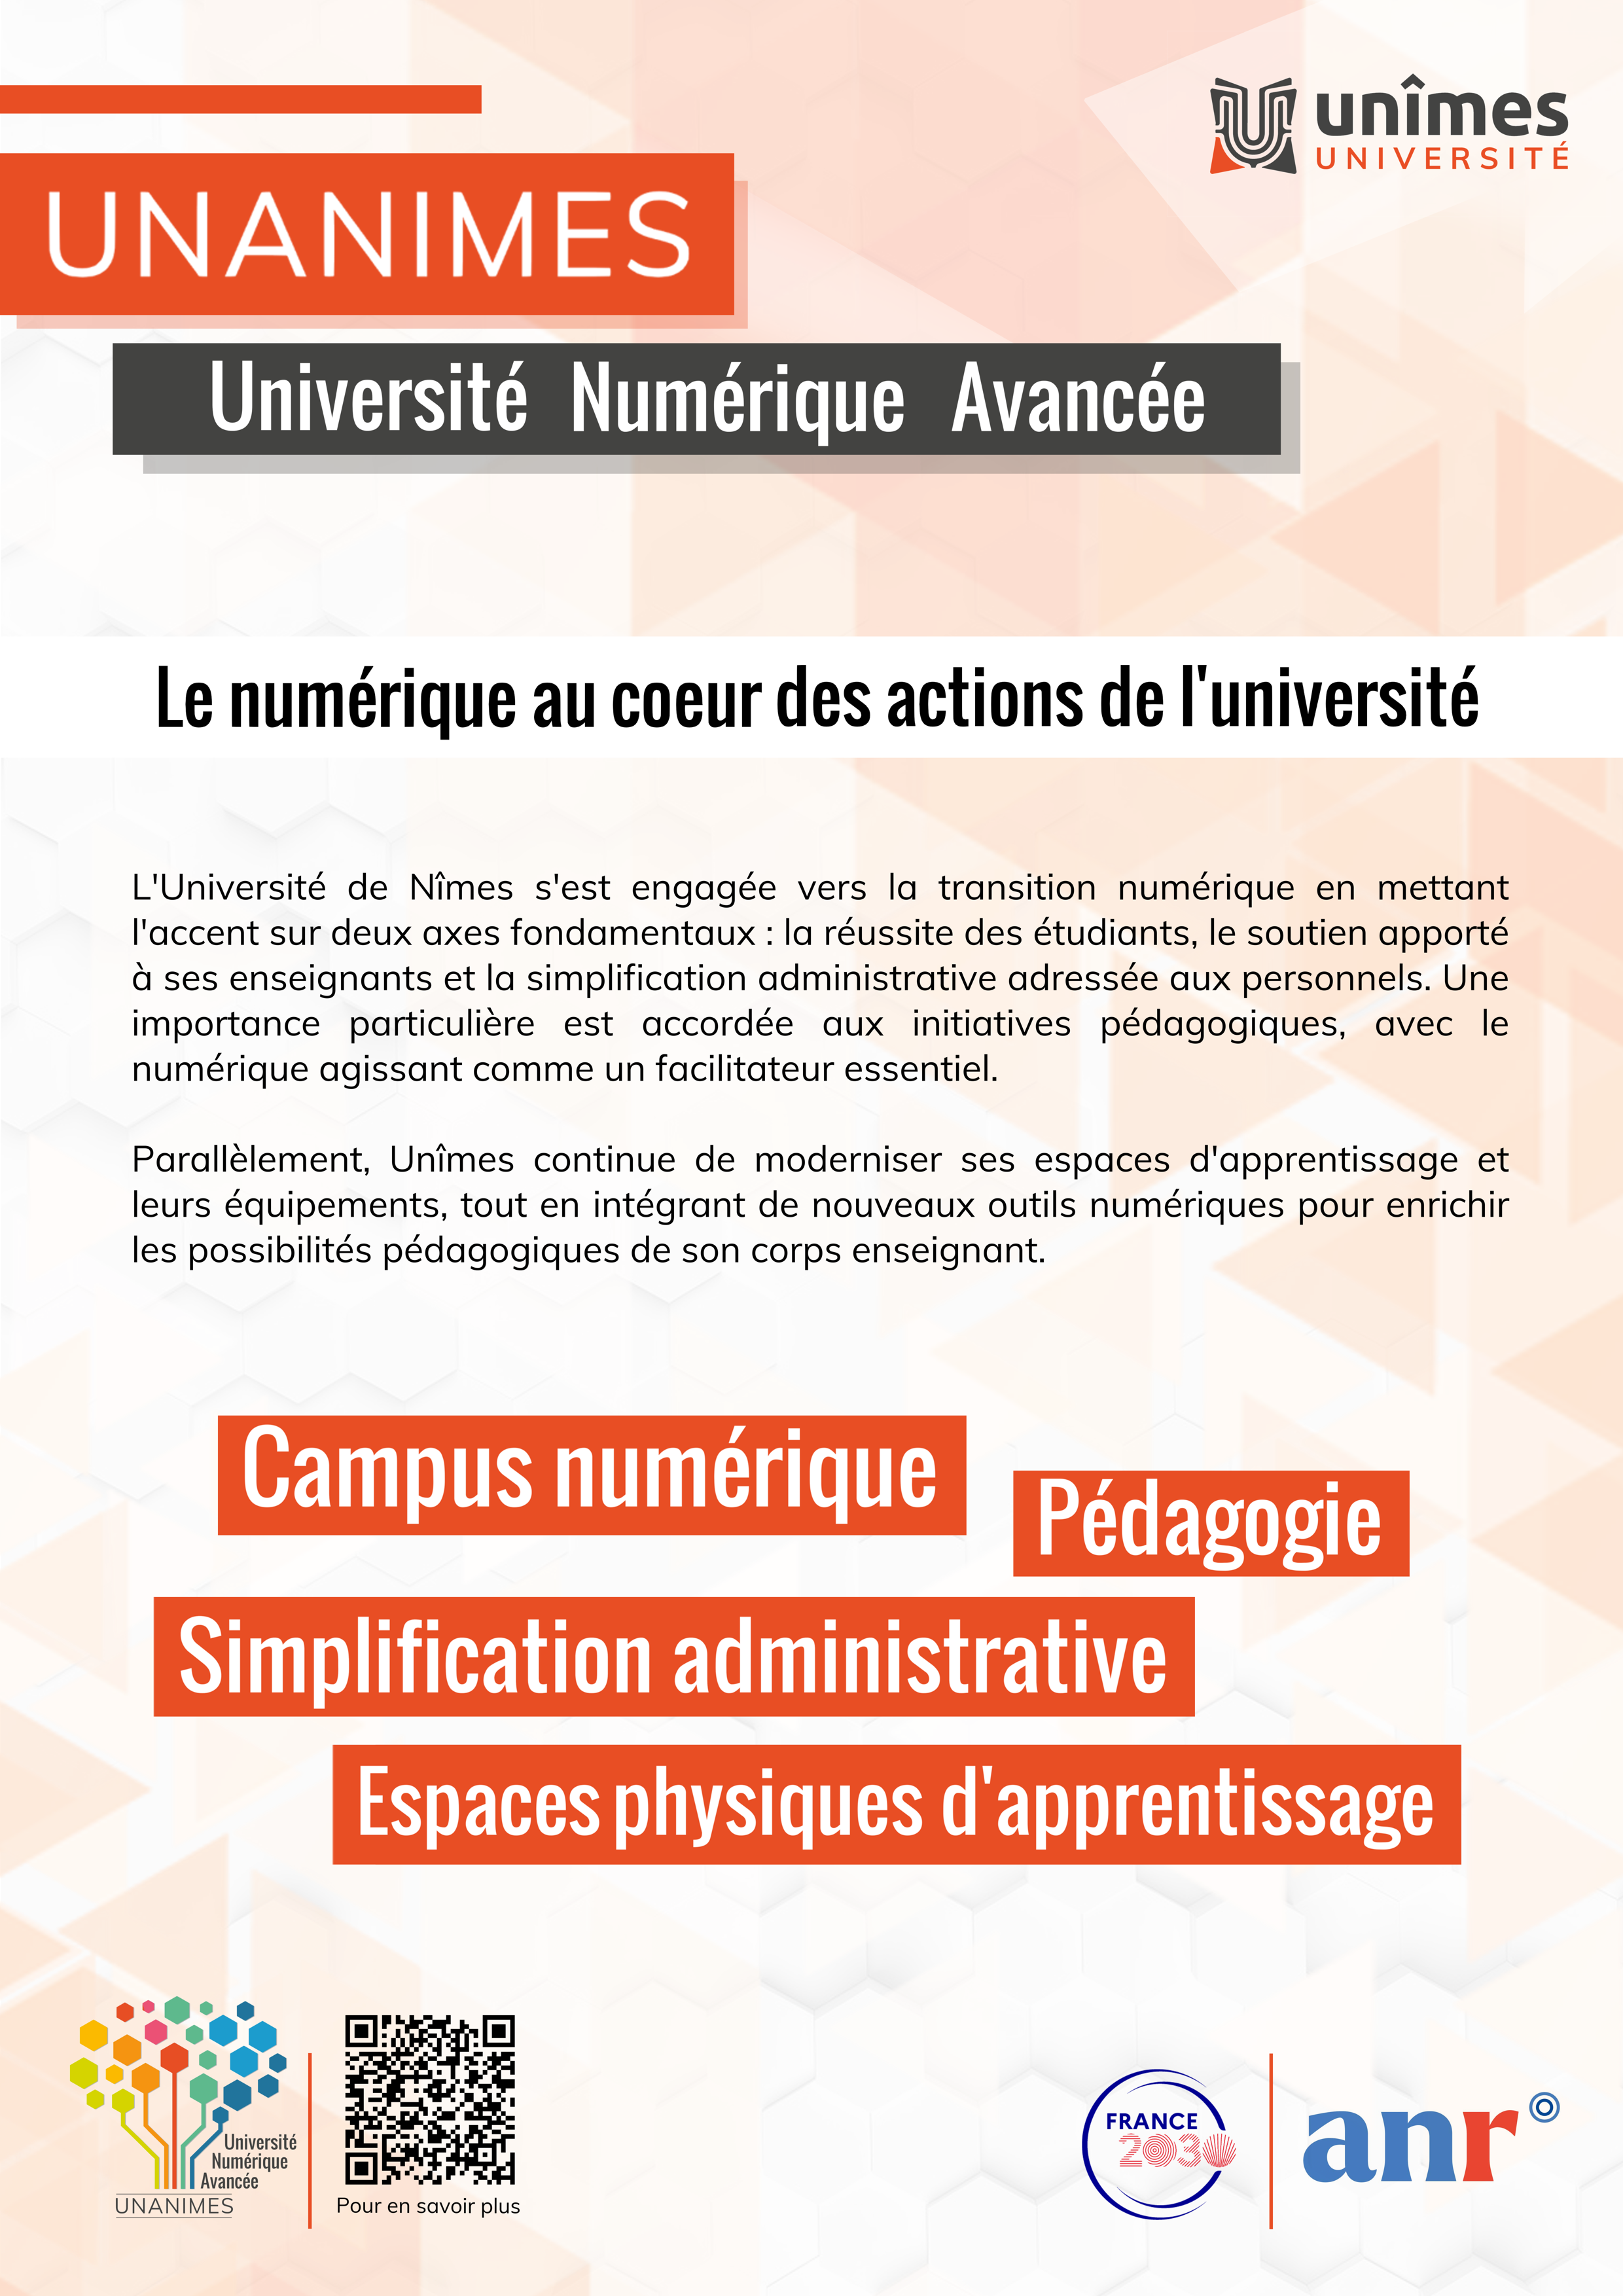 unîmes
UNIVERSITÉ
UNANIMES
Université Numérique Avancée
Le numérique au coeur des actions de l'université
L'Université de Nîmes s'est engagée vers la transition numérique en mettant
l'accent sur deux axes fondamentaux : la réussite des étudiants, le soutien apporté
à ses enseignants et la simplification administrative adressée aux personnels. Une
importance particulière est accordée aux initiatives pédagogiques, avec le
numérique agissant comme un facilitateur essentiel.
Parallèlement, Unîmes continue de moderniser ses espaces d'apprentissage et
leurs équipements, tout en intégrant de nouveaux outils numériques pour enrichir
les possibilités pédagogiques de son corps enseignant.
Campus numérique
Pédagogie
Simplification administrative
Espaces physiques d'apprentissage
Université
Numérique
Avancée
UNANIMES
Pour en savoir plus
FRANCE
2030
anr